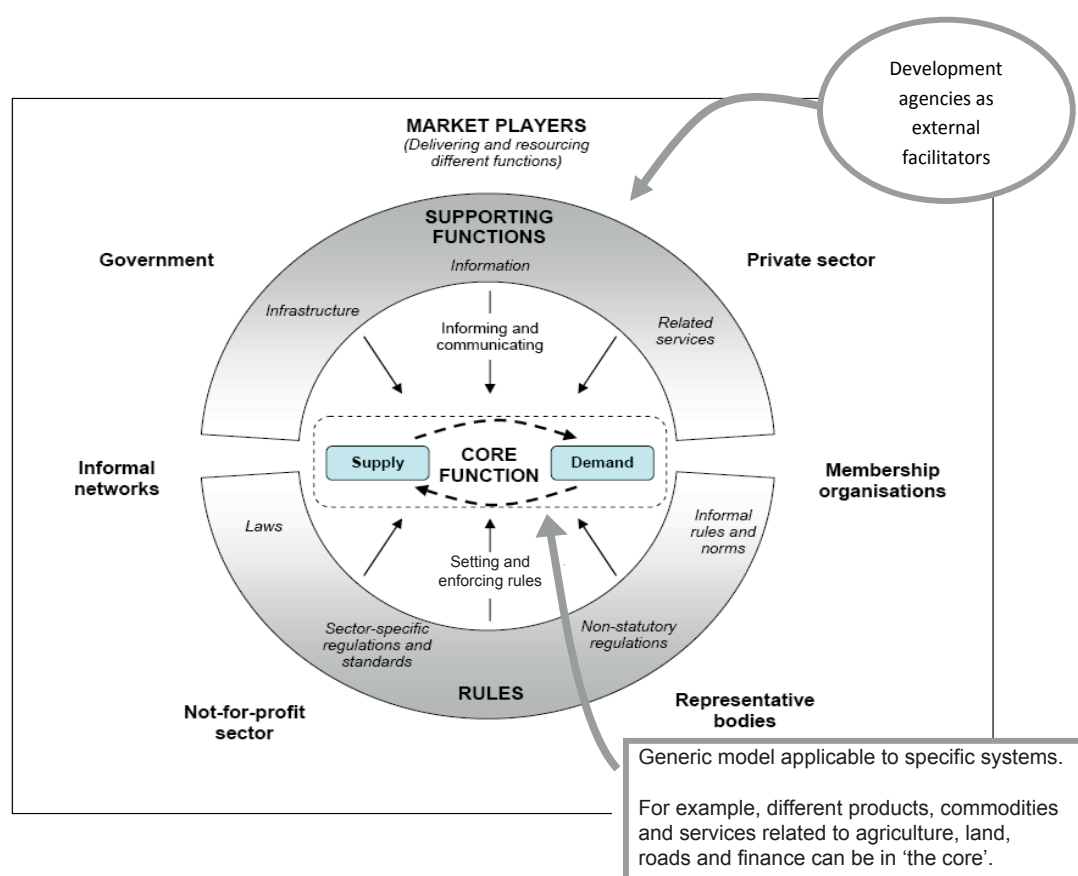 Development
agencies as
external
facilitators
MARKET PLAYERS
(Delivering and resourcing
different functions)
SUPPORTING
FUNCTIONS
Government
Private sector
Information
Infrastructure
Related
services
Informing and
communicating
Supply
CORE
FUNCTION
Demand
Informal
networks
Membership
organisations
Laws
Informal
rules and
norms
Setting and
enforcing rules
Sector-specific
regulations and
standards
Non-statutory
regulations
RULES
Not-for-profit
sector
Representative
bodies
Generic model applicable to specific systems.
For example, different products, commodities
and services related to agriculture, land,
roads and finance can be in ‘the core’.